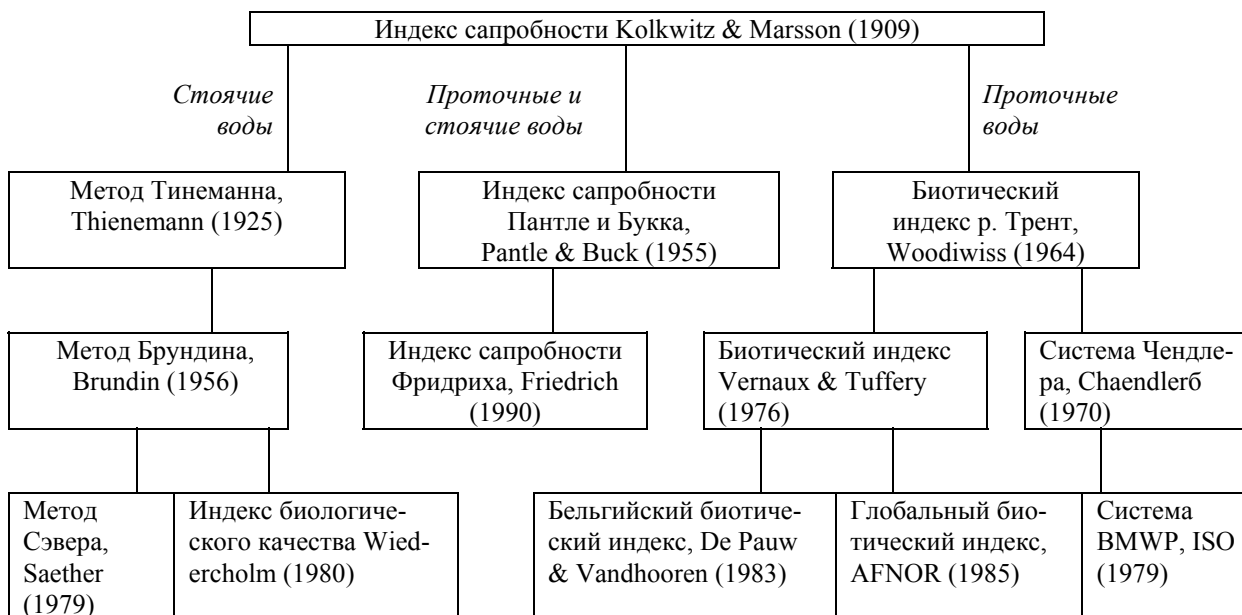 Индекс сапробности Kolkwitz & Marsson (1909)
Стоячие
воды
Проточные и
стоячие воды
Проточные
воды
Метод Тинеманна,
Thienemann (1925)
Индекс сапробности
Пантле и Букка,
Pantle & Buck (1955)
Биотический
индекс р. Трент,
Woodiwiss (1964)
Метод Брундина,
Brundin (1956)
Индекс сапробности
Фридриха, Friedrich
(1990)
Биотический индекс
Vernaux & Tuffery
(1976)
Система Чендле-
ра, Chaendlerб
(1970)
Метод
Сэвера,
Saether
(1979)
Индекс биологиче-
ского качества Wied-
ercholm (1980)
Бельгийский биотиче-
ский индекс, De Pauw
& Vandhooren (1983)
Глобальный био-
тический индекс,
AFNOR (1985)
Система
BMWP, ISO
(1979)